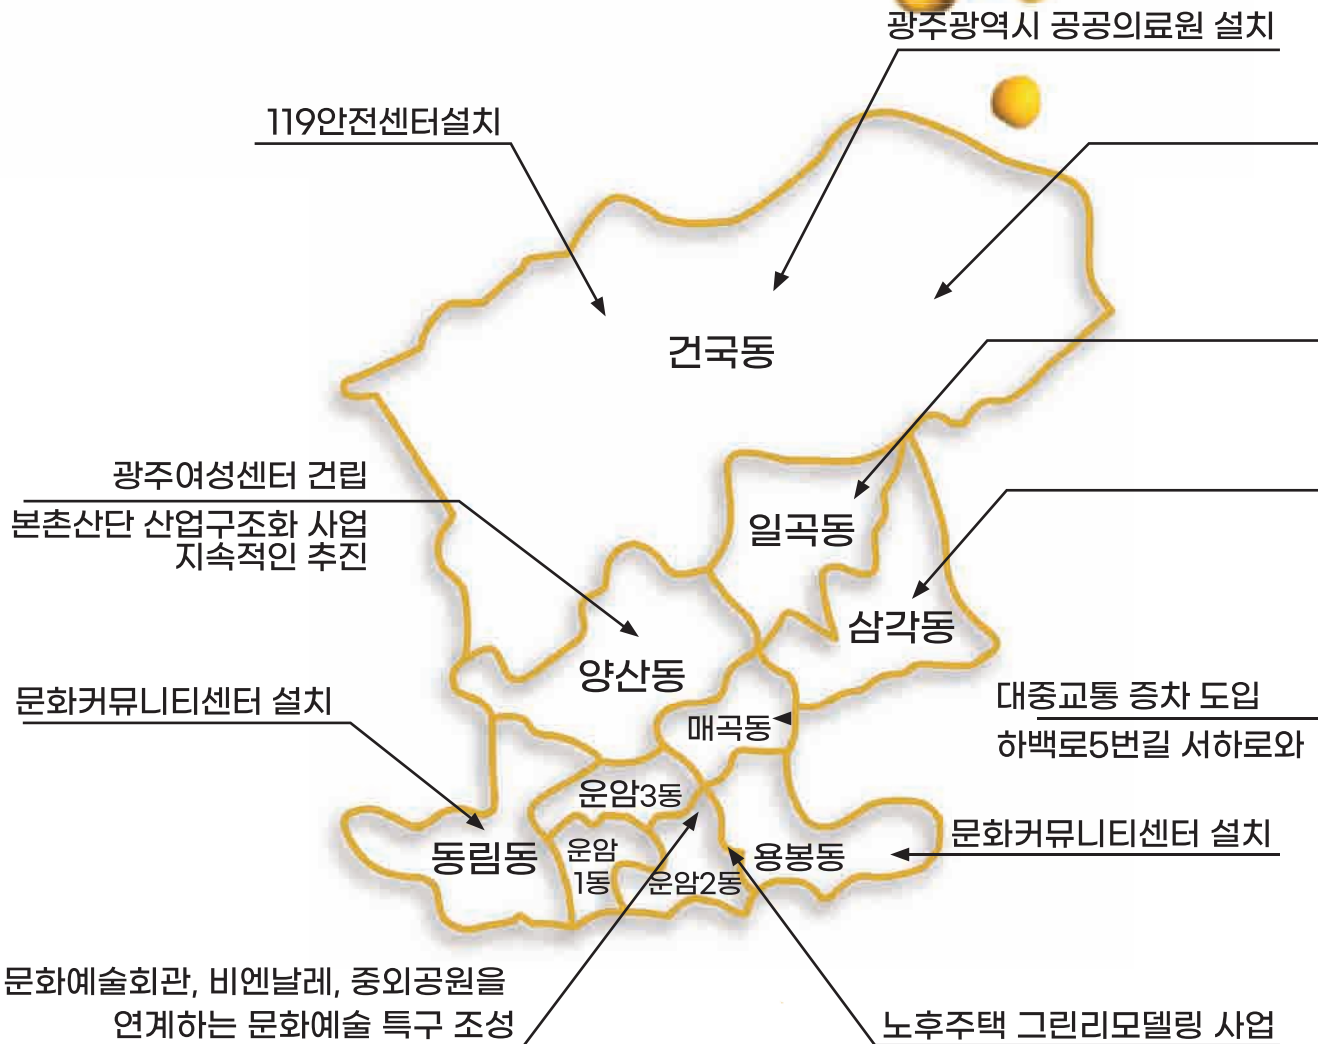 광주광역시 공공의료원 설치
119안전센터설치
건국동
광주여성센터 건립
본촌산단 산업구조화 사업
지속적인 추진
일곡동
삼각동
양산동
문화커뮤니티센터 설치
매곡동
대중교통 증차 도입
하백로5번길 서하로와
운암3동
문화커뮤니티센터 설치
동림동
운암
1동
운암2동
용봉동
문화예술회관, 비엔날레, 중외공원을
연계하는 문화예술 특구 조성
노후주택 그린리모델링 사업